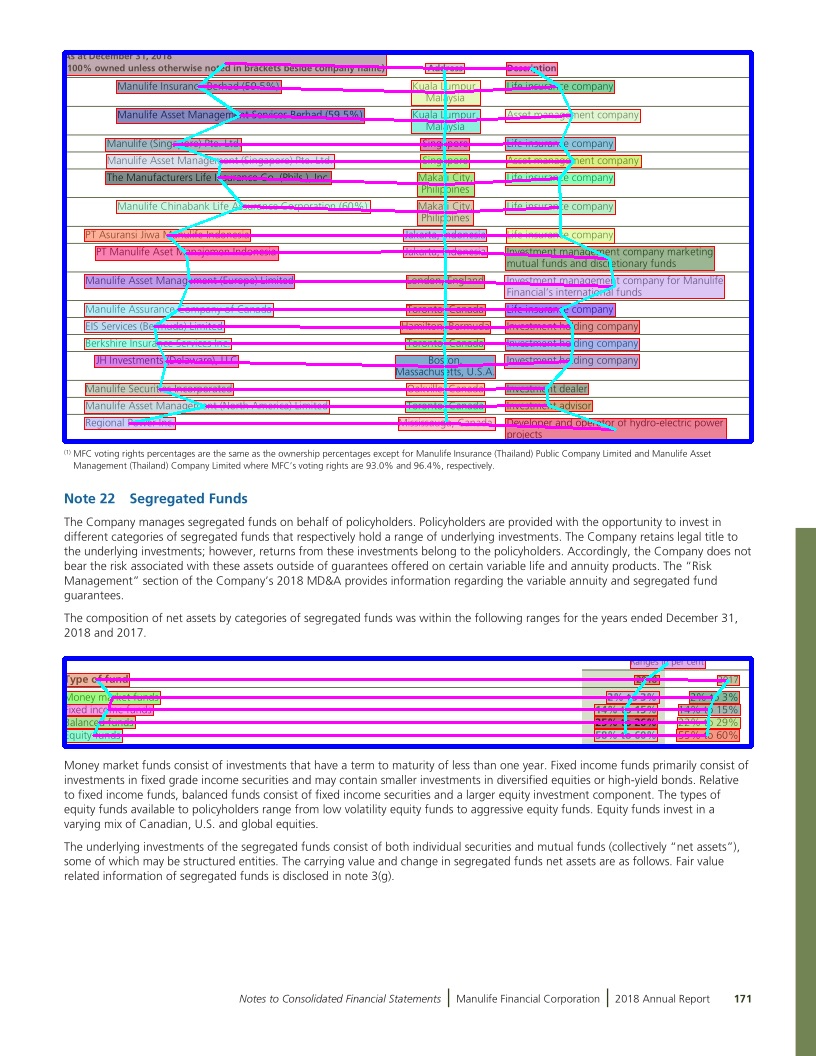 As at December 31, 2018
(100% owned unless otherwise noted in brackets beside company name) Address Description
Manulife Insurance Berhad (59.5%) Kuala Lumpur, Life insurance company
Malaysia
Manulife Asset Management Services Berhad (59.5%) Kuala Lumpur, Asset management company
Malaysia
Manulife (Singapore) Pte. Ltd. Singapore Life insurance company
Manulife Asset Management (Singapore) Pte. Ltd. Singapore Asset management company
The Manufacturers Life Insurance Co. (Phils.), Inc. Makati City, Life insurance company
Philippines
Manulife Chinabank Life Assurance Corporation (60%) Makati City, Life insurance company
Philippines
PT Asuransi Jiwa Manulife Indonesia Jakarta, Indonesia Life insurance company
PT Manulife Aset Manajemen Indonesia Jakarta, Indonesia Investment management company marketing
mutual funds and discretionary funds
Manulife Asset Management (Europe) Limited London, England Investment management company for Manulife
Financial's international funds
Manulife Assurance Company of Canada Toronto, Canada Life insurance company
EIS Services (Bermuda) Limited Hamilton, Bermuda Investment holding company
Berkshire Insurance Services Inc. Toronto, Canada Investment holding company
JH Investments (Delaware), LLC Boston, Investment holding company
Massachusetts, U.S.A.
Manulife Securities Incorporated Oakville, Canada Investment dealer
Manulife Asset Management (North America) Limited Toronto, Canada Investment advisor
Regional Power Inc. Mississauga, Canada Developer and operator of hydro-electric power
projects
(1) MFC voting rights percentages are the same as the ownership percentages except for Manulife Insurance (Thailand) Public Company Limited and Manulife Asset
Management (Thailand) Company Limited where MFC's voting rights are 93.0% and 96.4%, respectively.
Note 22 Segregated Funds
The Company manages segregated funds on behalf of policyholders. Policyholders are provided with the opportunity to invest in
different categories of segregated funds that respectively hold a range of underlying investments. The Company retains legal title to
the underlying investments; however, returns from these investments belong to the policyholders. Accordingly, the Company does not
bear the risk associated with these assets outside of guarantees offered on certain variable life and annuity products. The “Risk
Management” section of the Company's 2018 MD&A provides information regarding the variable annuity and segregated fund
guarantees.
The composition of net assets by categories of segregated funds was within the following ranges for the years ended December 31,
2018 and 2017.
Ranges in per cent
Type of fund 2018 2017
Money market funds 2% to 3% 2% to 3%
Fixed income funds 14% to 15% 14% to 15%
Balanced funds 25% to 26% 22% to 29%
Equity funds 58% to 60% 55% to 60%
Money market funds consist of investments that have a term to maturity of less than one year. Fixed income funds primarily consist of
investments in fixed grade income securities and may contain smaller investments in diversified equities or high-yield bonds. Relative
to fixed income funds, balanced funds consist of fixed income securities and a larger equity investment component. The types of
equity funds available to policyholders range from low volatility equity funds to aggressive equity funds. Equity funds invest in a
varying mix of Canadian, U.S. and global equities.
The underlying investments of the segregated funds consist of both individual securities and mutual funds (collectively “net assets”),
some of which may be structured entities. The carrying value and change in segregated funds net assets are as follows. Fair value
related information of segregated funds is disclosed in note 3(g).
Notes to Consolidated Financial Statements | Manulife Financial Corporation | 2018 Annual Report 171